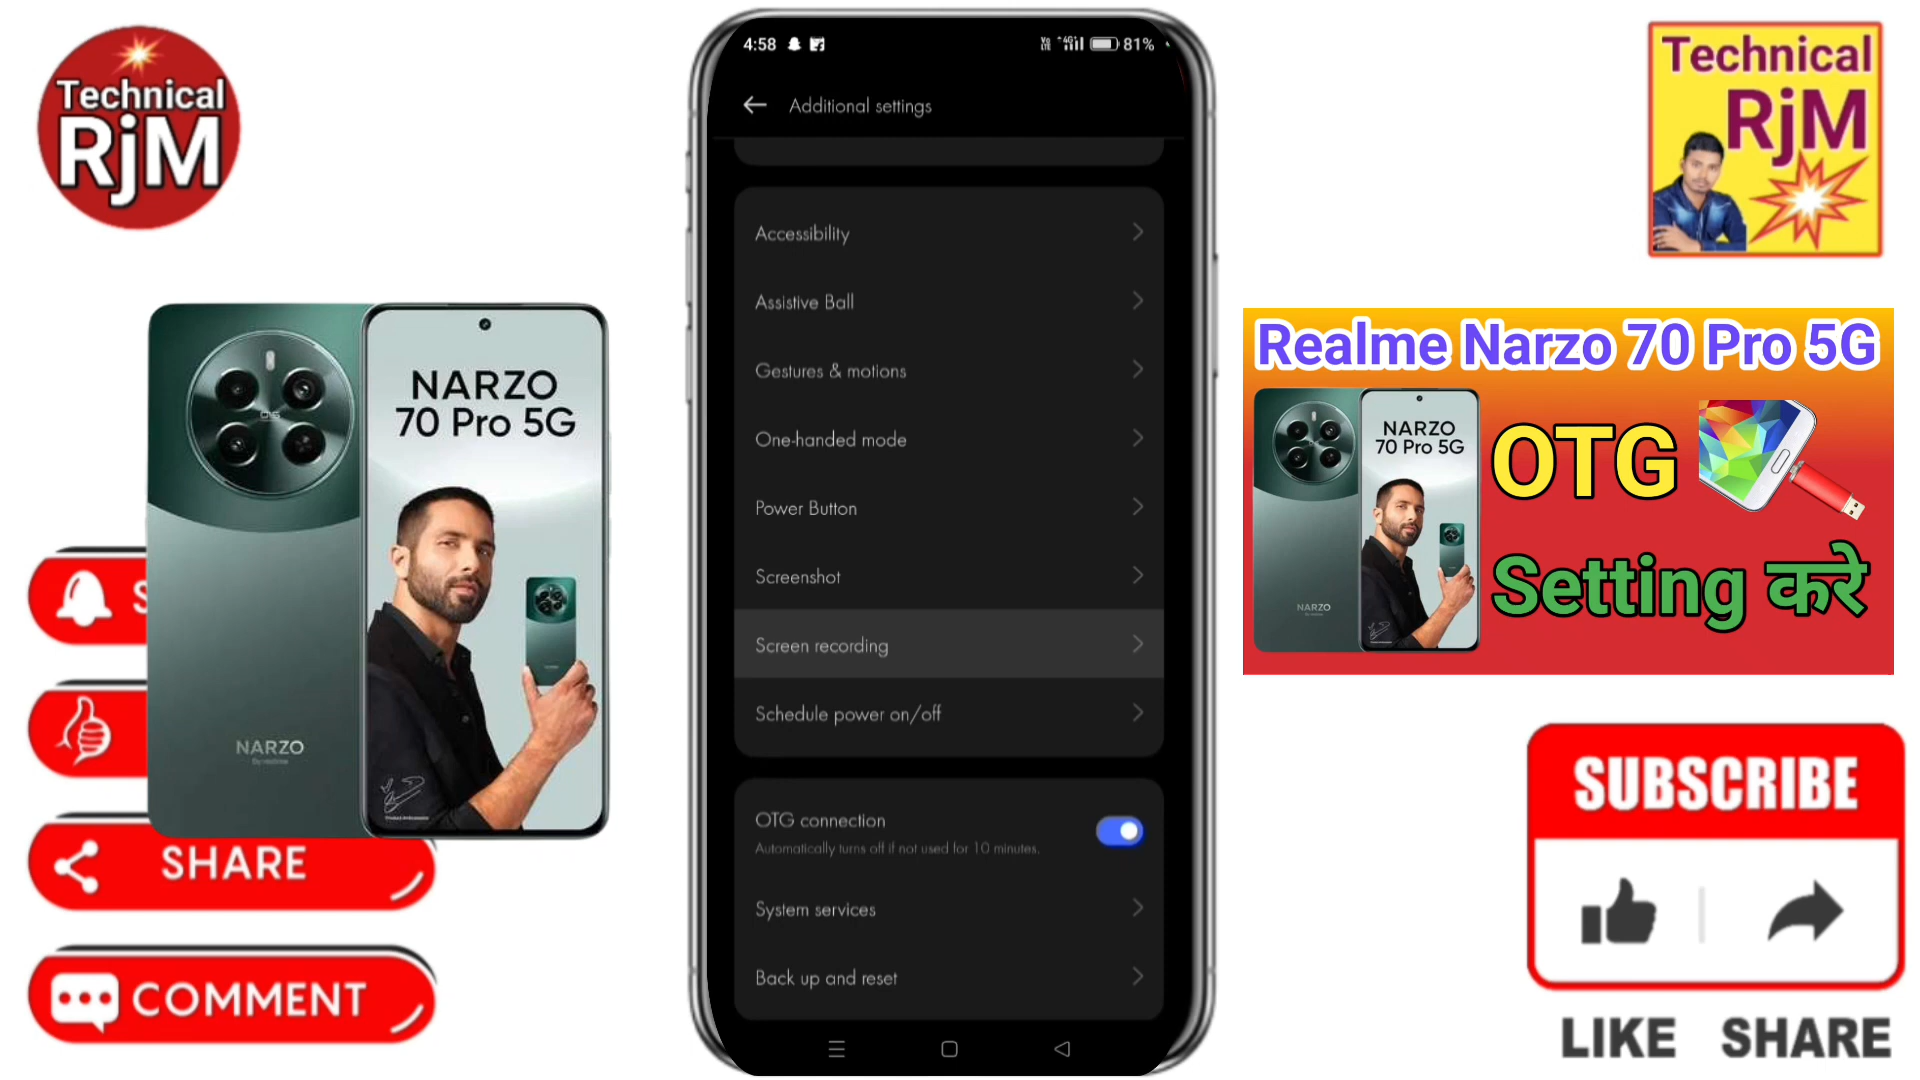 Technical
RjM
4:58
81%
Additional settings
Accessibility
Assistive Ball
Gestures & motions
One-handed mode
Power Button
Screenshot
Screen recording
Schedule power on/off
OTG connection
Automatically turns off if not used for 10 minutes.
System services
Back up and reset
NARZO
70 Pro 5G
NARZO
By realme
S
SHARE
COMMENT
Technical
RjM
Realme Narzo 70 Pro 5G
NARZO
70 Pro 5G
NARZO
OTG
Setting करे
SUBSCRIBE
LIKE SHARE